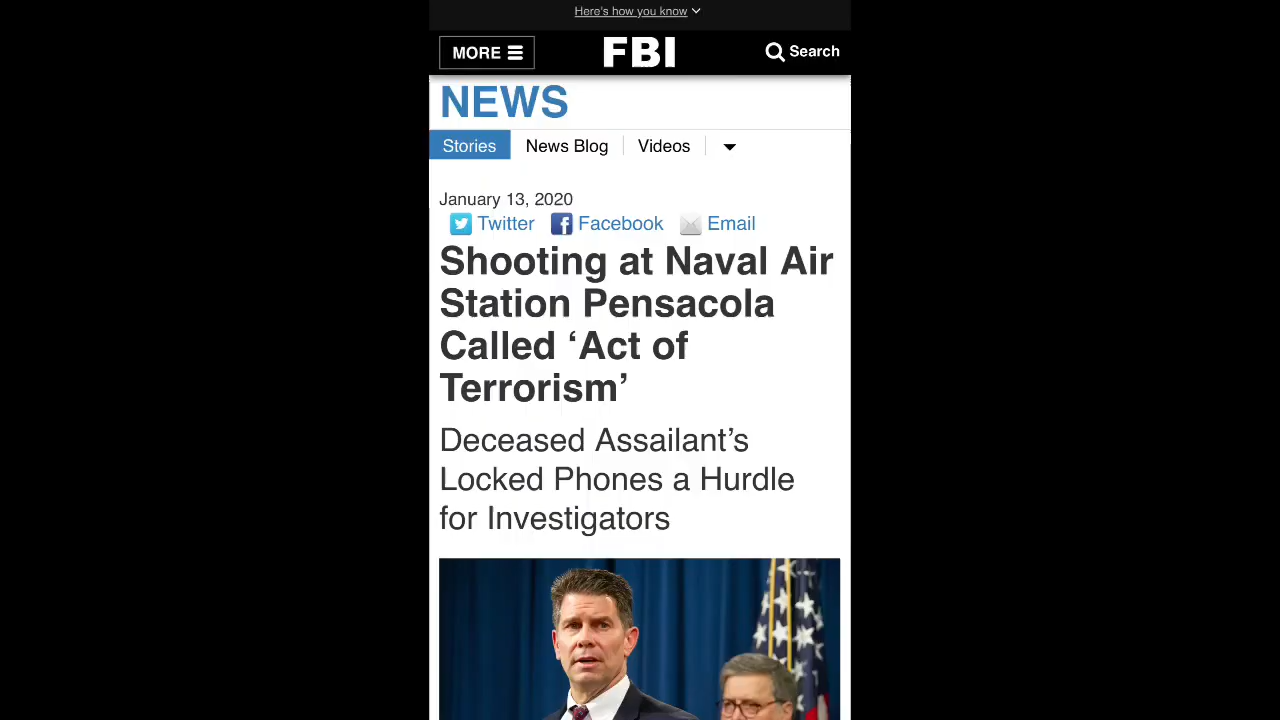 Here's how you know
MORE
FBI
Search
NEWS
Stories
News Blog
Videos
January 13, 2020
Twitter
Facebook
Email
Shooting at Naval Air
Station Pensacola
Called ‘Act of
Terrorism’
Deceased Assailant’s
Locked Phones a Hurdle
for Investigators